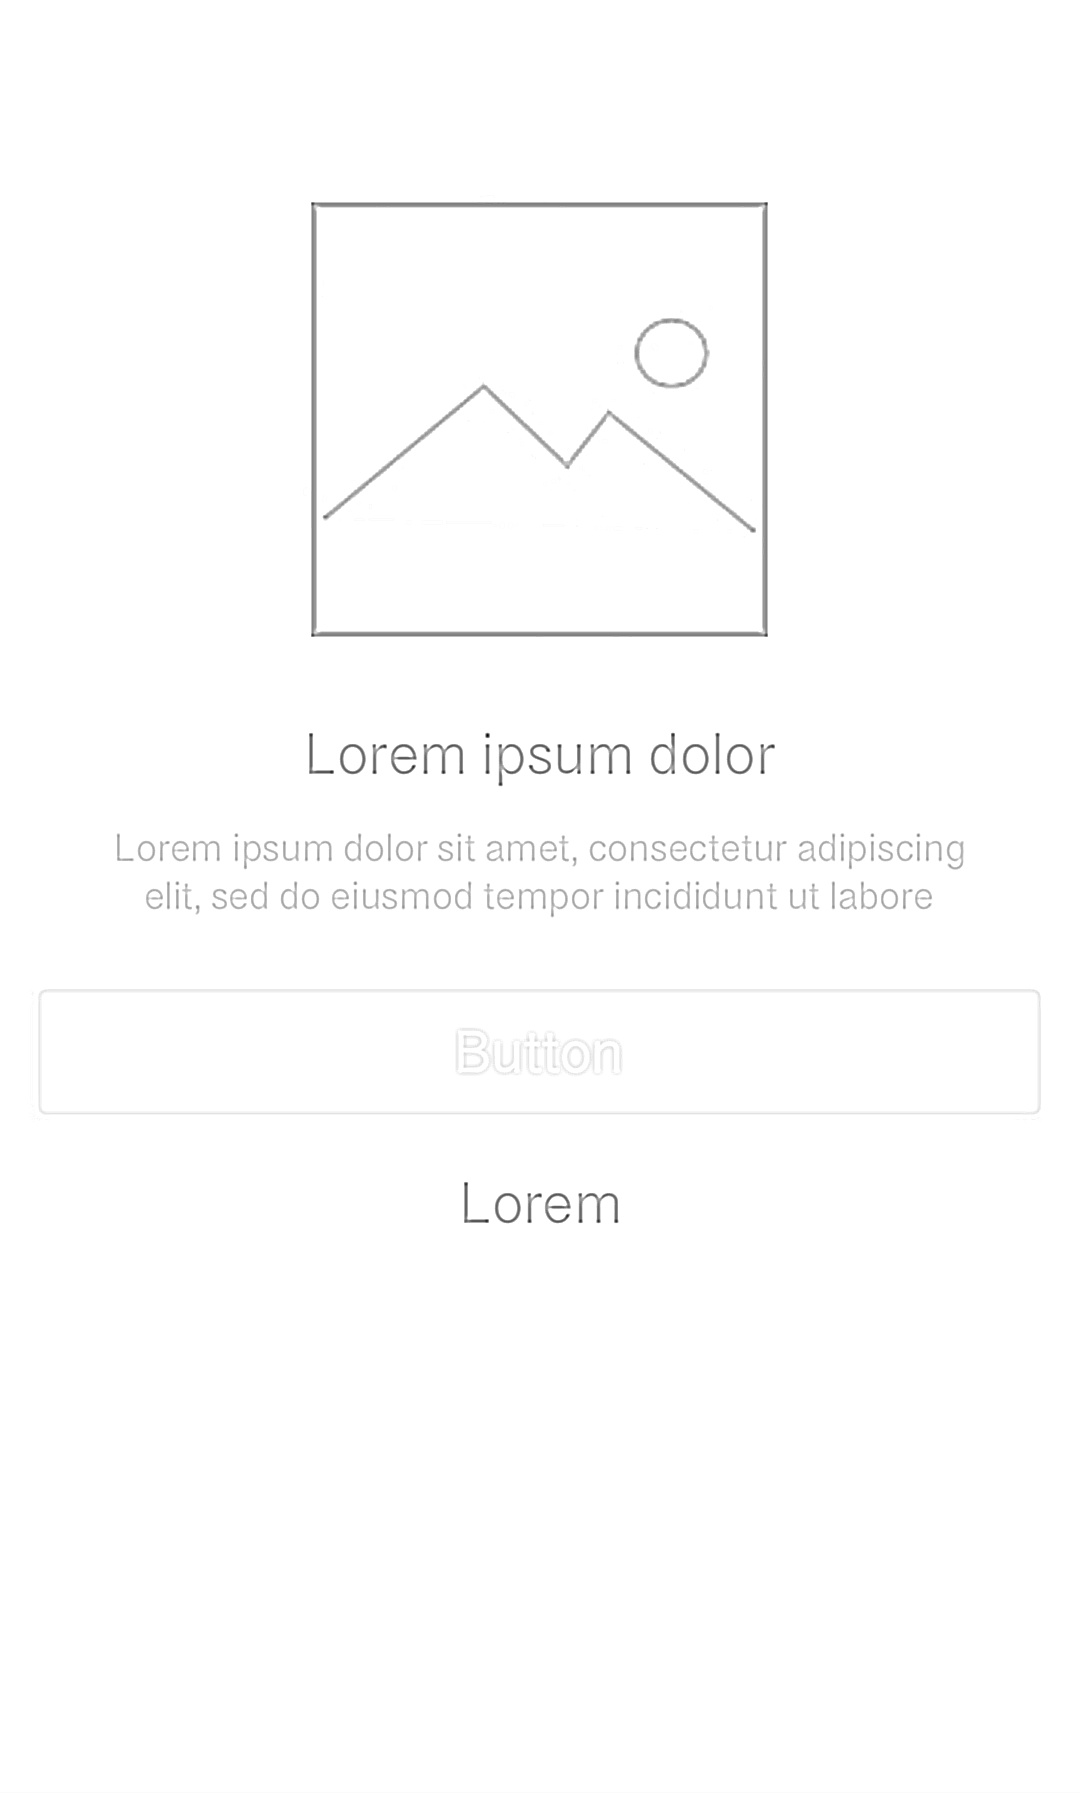 Lorem ipsum dolor
Lorem ipsum dolor sit amet, consectetur adipiscing
elit, sed do eiusmod tempor incididunt ut labore
Button
Lorem